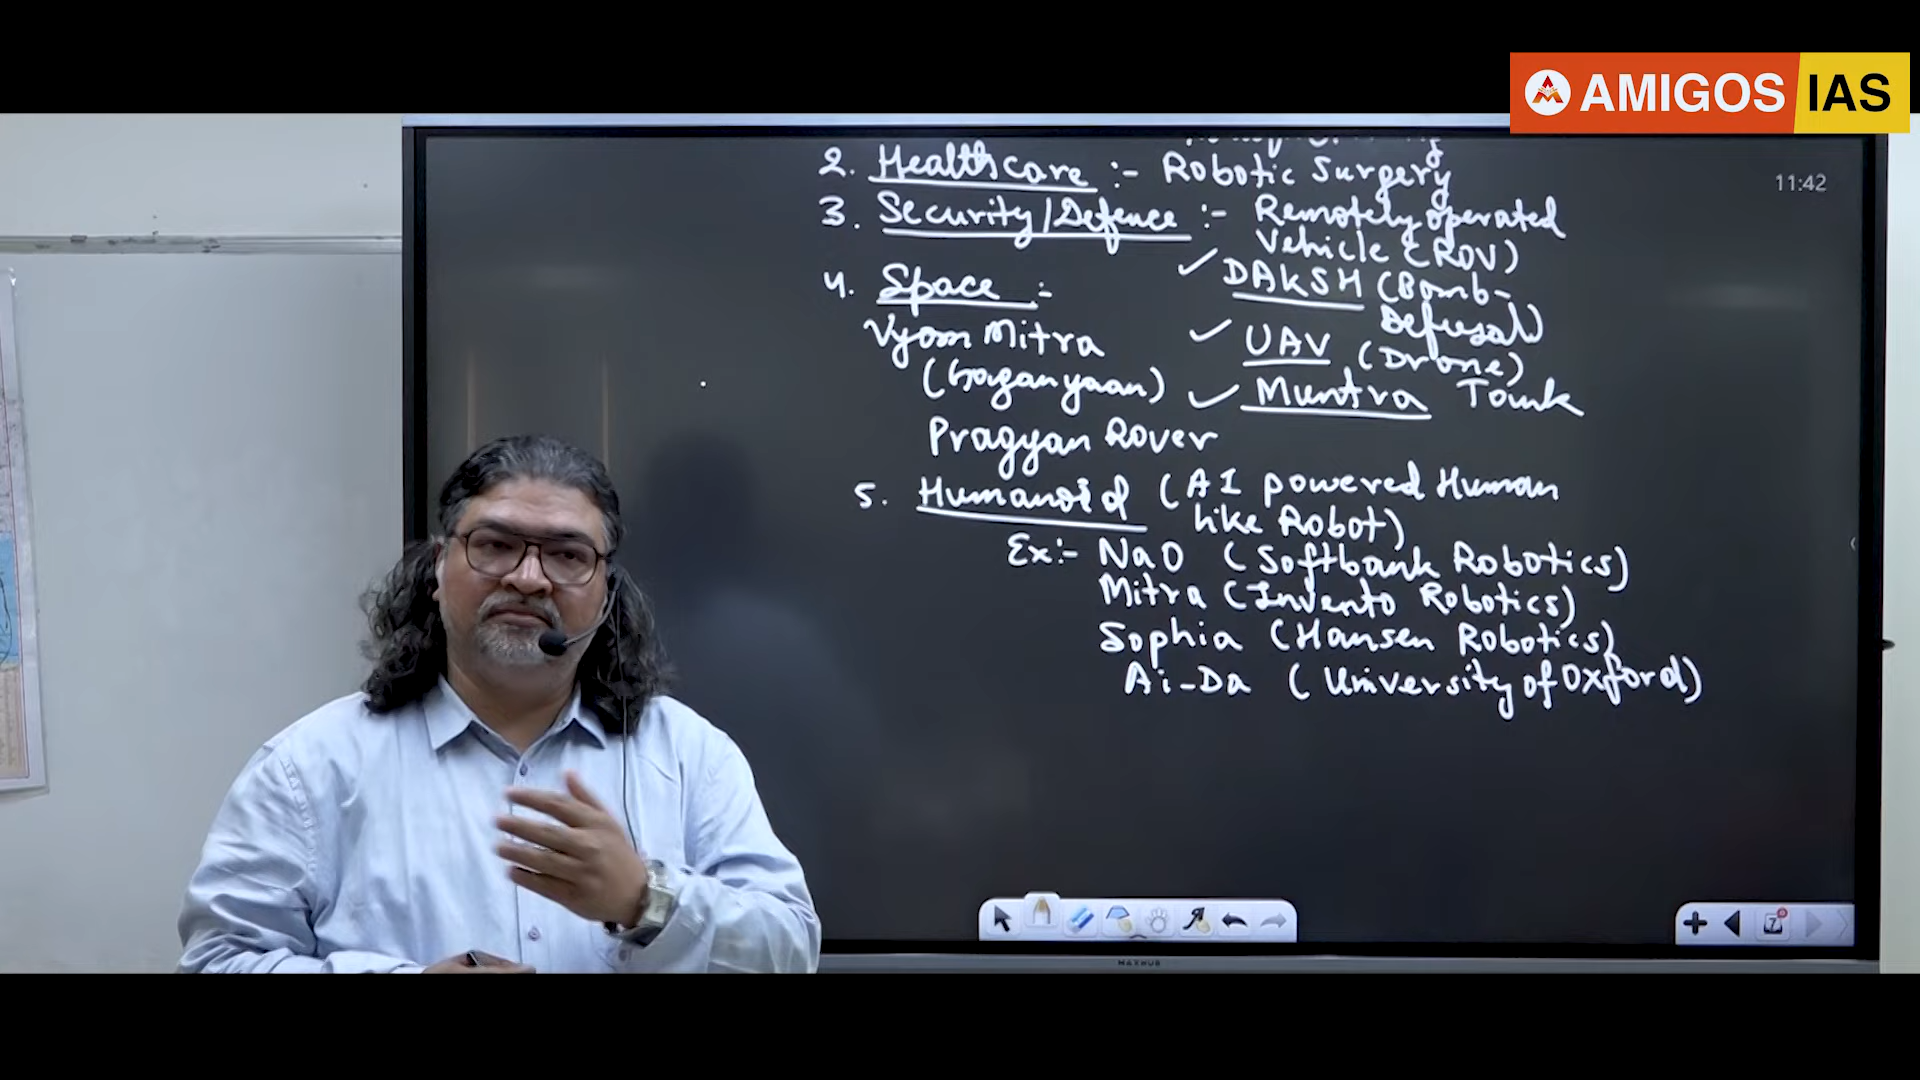 AMIGOS IAS
11:42
2. Healthcare :- Robotic Surgery
3. Security/Defence :- Remotely operated
Vehicle (ROV)
✓ DAKSH (Bomb-
Defusal)
✓ UAV (Drone)
✓ Muntra Tank
4. Space :-
Vyom Mitra
(Gaganyaan)
Pragyan Rover
5. Humanoid (AI powered Human
like Robot)
Ex:- NaO (Softbank Robotics)
Mitra (Invento Robotics)
Sophia (Hansen Robotics)
Ai-Da (University of Oxford)
7
MAXHUB